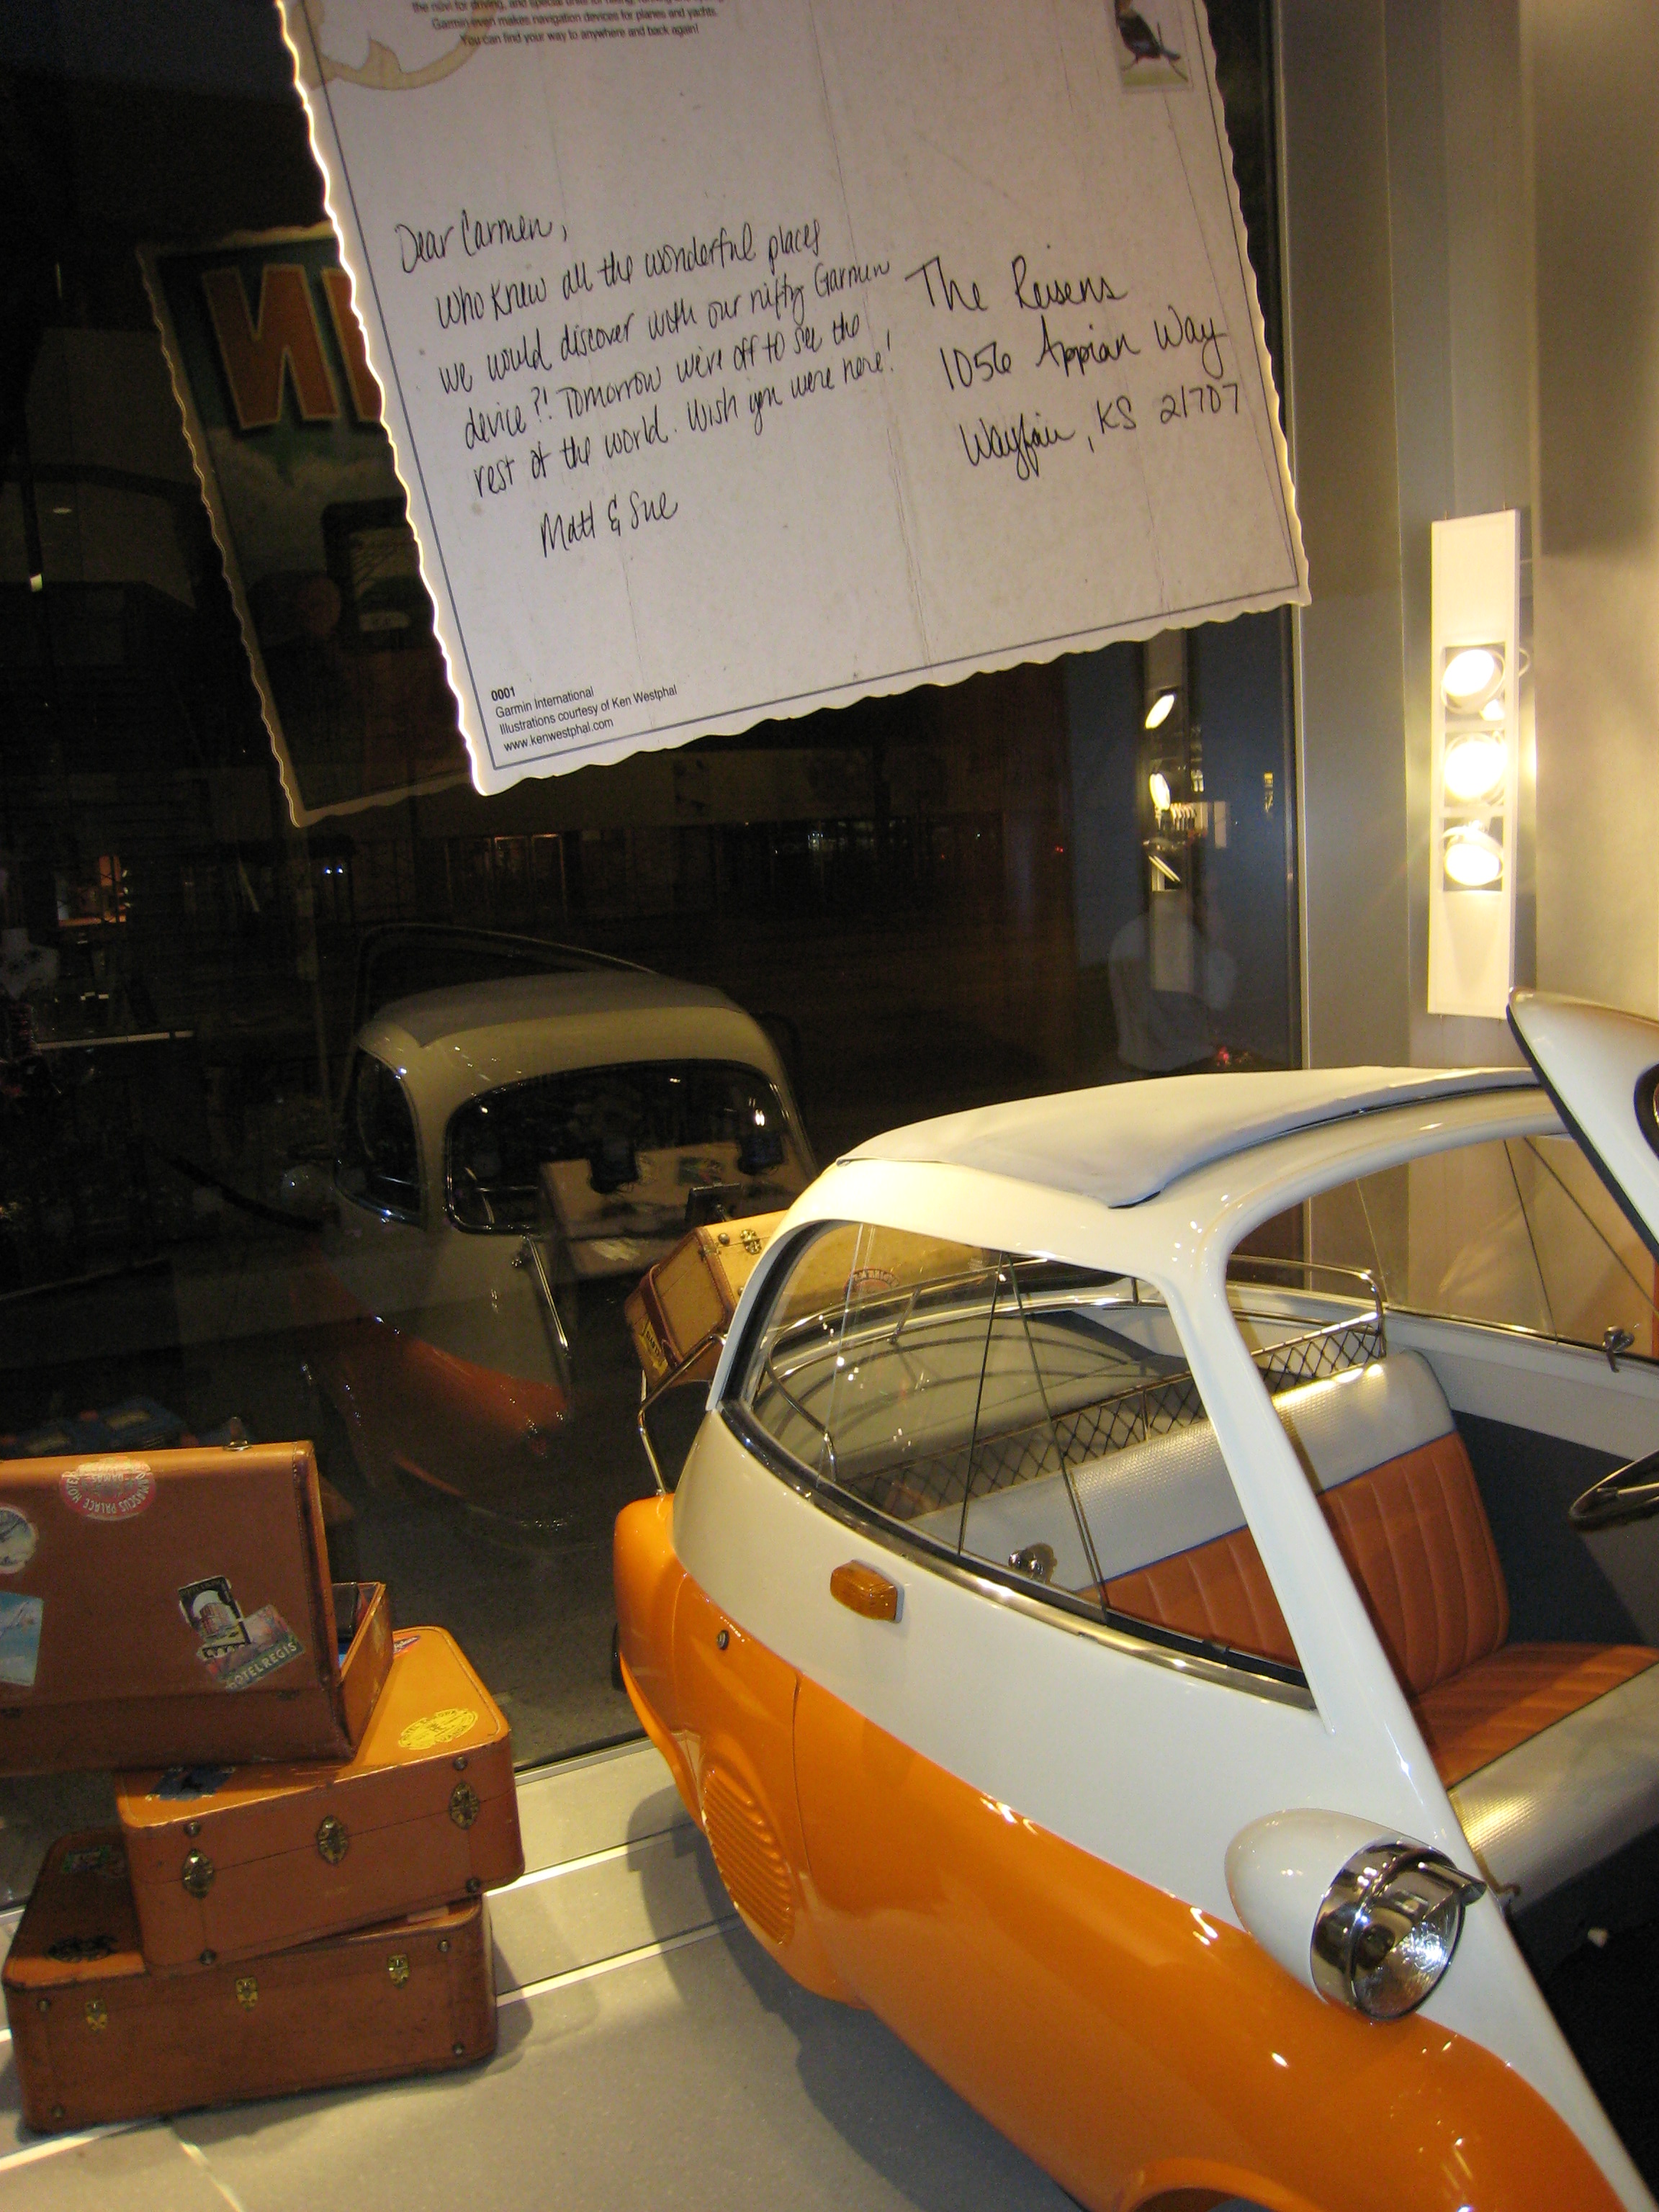 the nüvi for driving, and special units for
Garmin even makes navigation devices for planes and yachts.
You can find your way to anywhere and back again!
Dear Carmen,
Who knew all the wonderful places
we would discover with our nifty Garmin
device?! Tomorrow we're off to see the
rest of the world. Wish you were here!
Matt & Sue
The Reisens
1056 Appian Way
Wayfair, KS 21707
0001
Garmin International
Illustrations courtesy of Ken Westphal
www.kenwestphal.com
DAMASCUS PALACE HOTEL
HOTEL REGIS